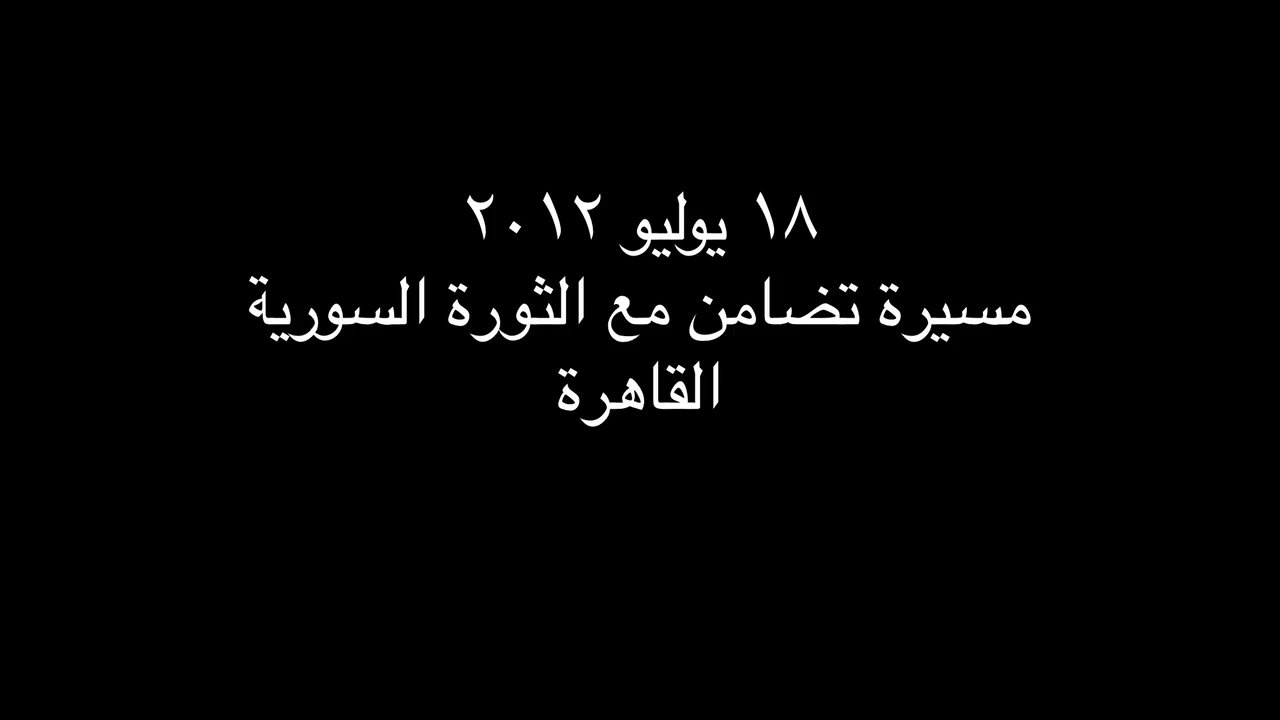 ١٨ يوليو ٢٠١٢
مسيرة تضامن مع الثورة السورية
القاهرة